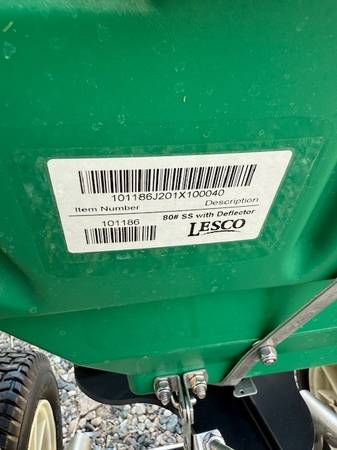 101186J201X100040
Item Number Description
101186 80# SS with Deflector
LESCO